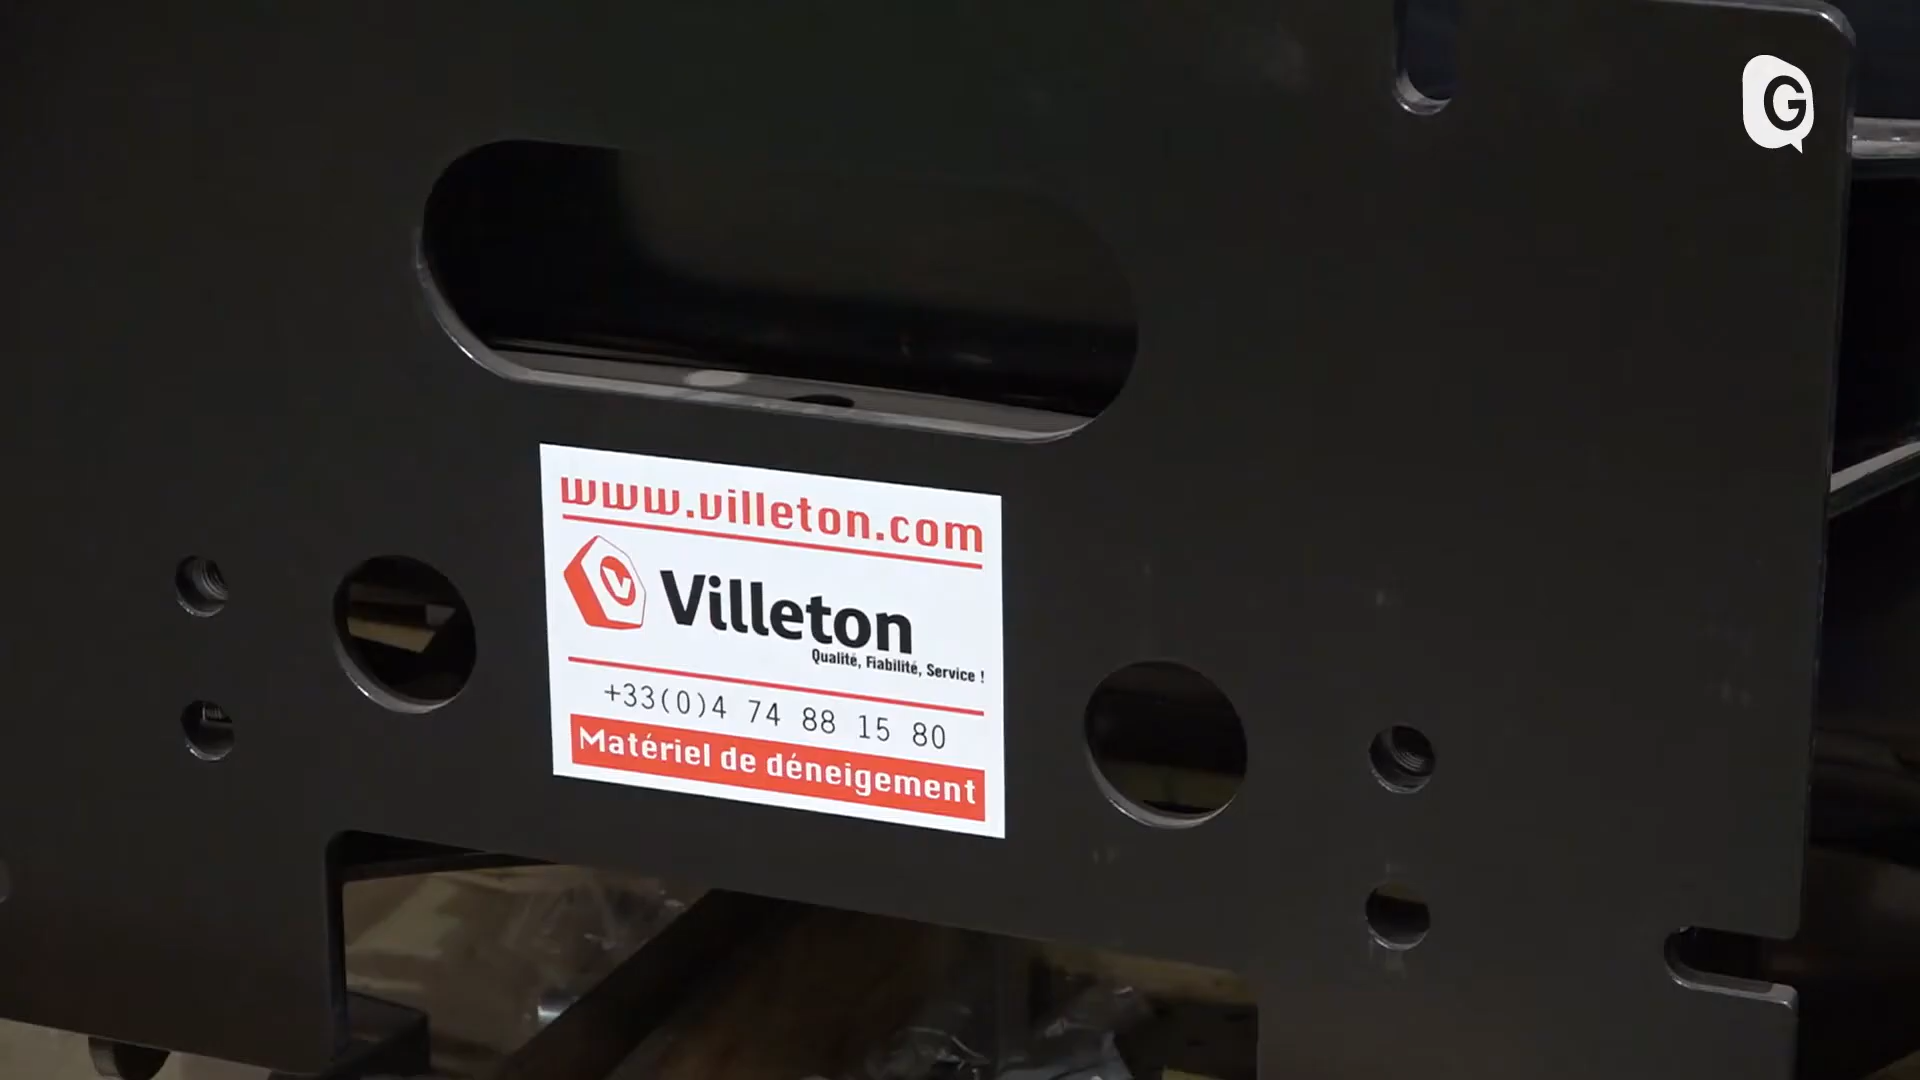 G
www.villeton.com
V
Villeton
Qualité, Fiabilité, Service !
+33(0)4 74 88 15 80
Matériel de déneigement